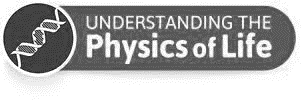 UNDERSTANDING THE
Physics of Life